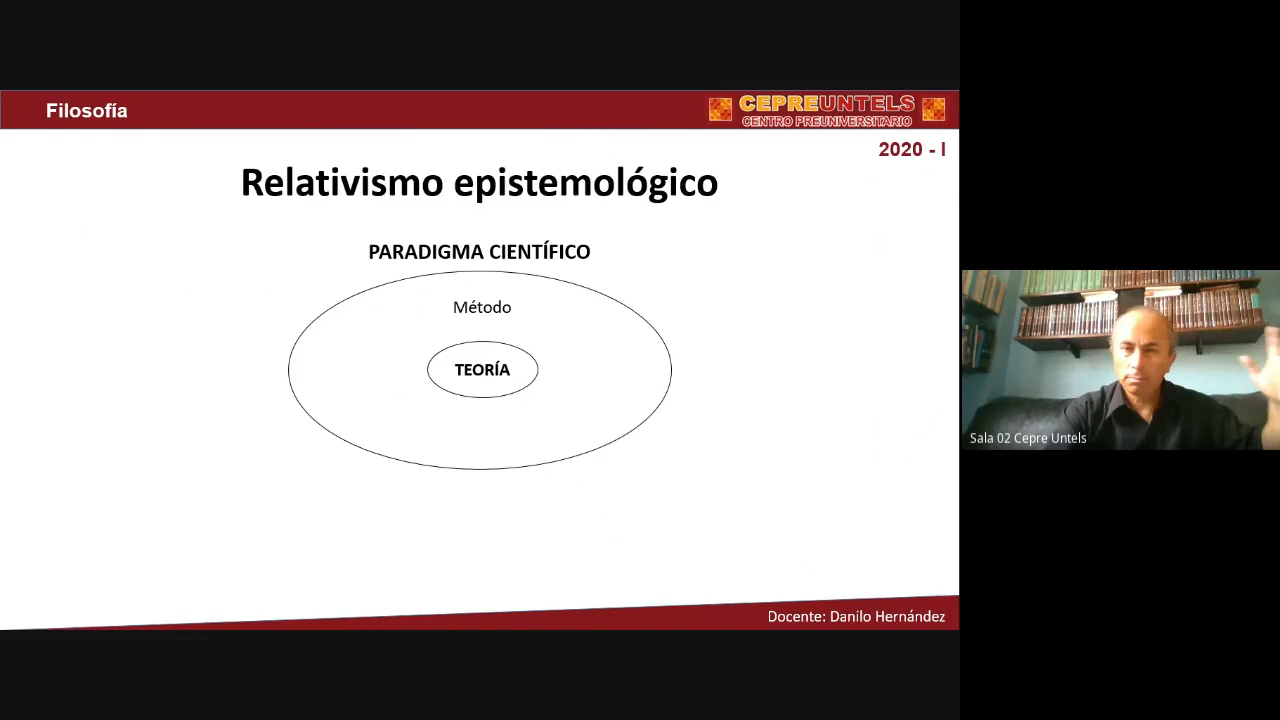 Filosofía
CEPREUNTELS
CENTRO PREUNIVERSITARIO
2020 - I
Relativismo epistemológico
PARADIGMA CIENTÍFICO
Método
TEORÍA
Sala 02 Cepre Untels
Docente: Danilo Hernández